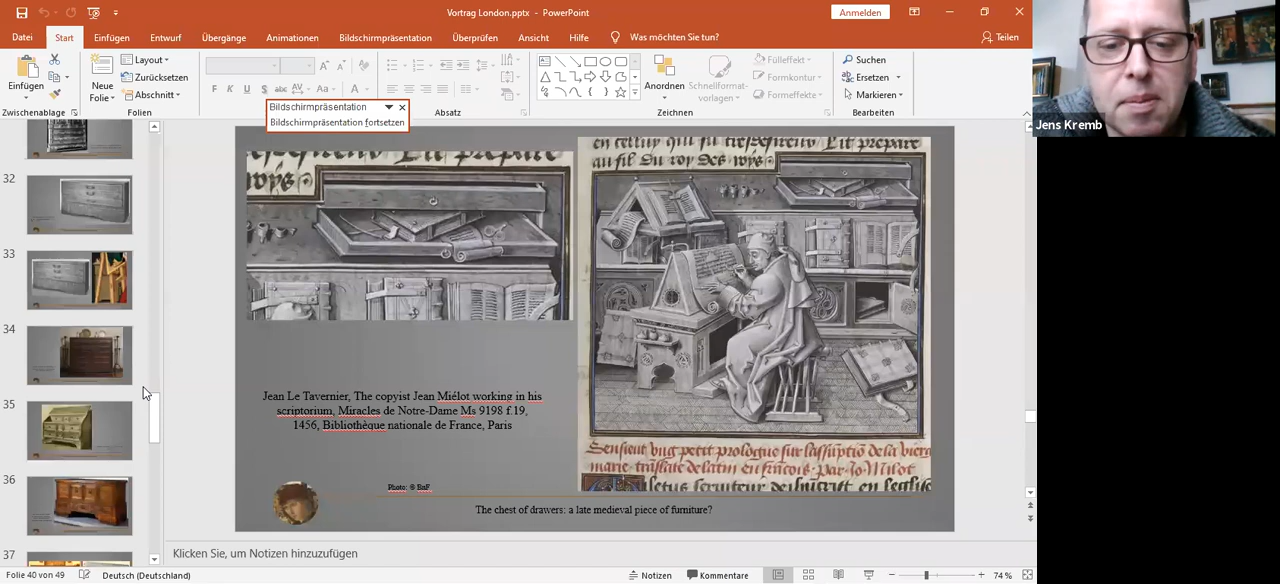 Vortrag London.pptx - PowerPoint
Anmelden
Datei
Start
Einfügen
Entwurf
Übergänge
Animationen
Bildschirmpräsentation
Überprüfen
Ansicht
Hilfe
Was möchten Sie tun?
Teilen
Einfügen
Neue
Folie
Layout
Zurücksetzen
Abschnitt
F K U S abc AV Aa A
Bildschirmpräsentation
Bildschirmpräsentation fortsetzen
Anordnen
Schnellformat-
vorlagen
Fülleffekt
Formkontur
Formeffekte
Suchen
Ersetzen
Markieren
Zwischenablage
Folien
Absatz
Zeichnen
Bearbeiten
Jens Kremb
32
33
34
35
36
37
Jean Le Tavernier, The copyist Jean Miélot working in his
scriptorium, Miracles de Notre-Dame Ms 9198 f.19,
1456, Bibliothèque nationale de France, Paris
Photo: © BnF
The chest of drawers: a late medieval piece of furniture?
Klicken Sie, um Notizen hinzuzufügen
Folie 40 von 49
Deutsch (Deutschland)
Notizen
Kommentare
74 %